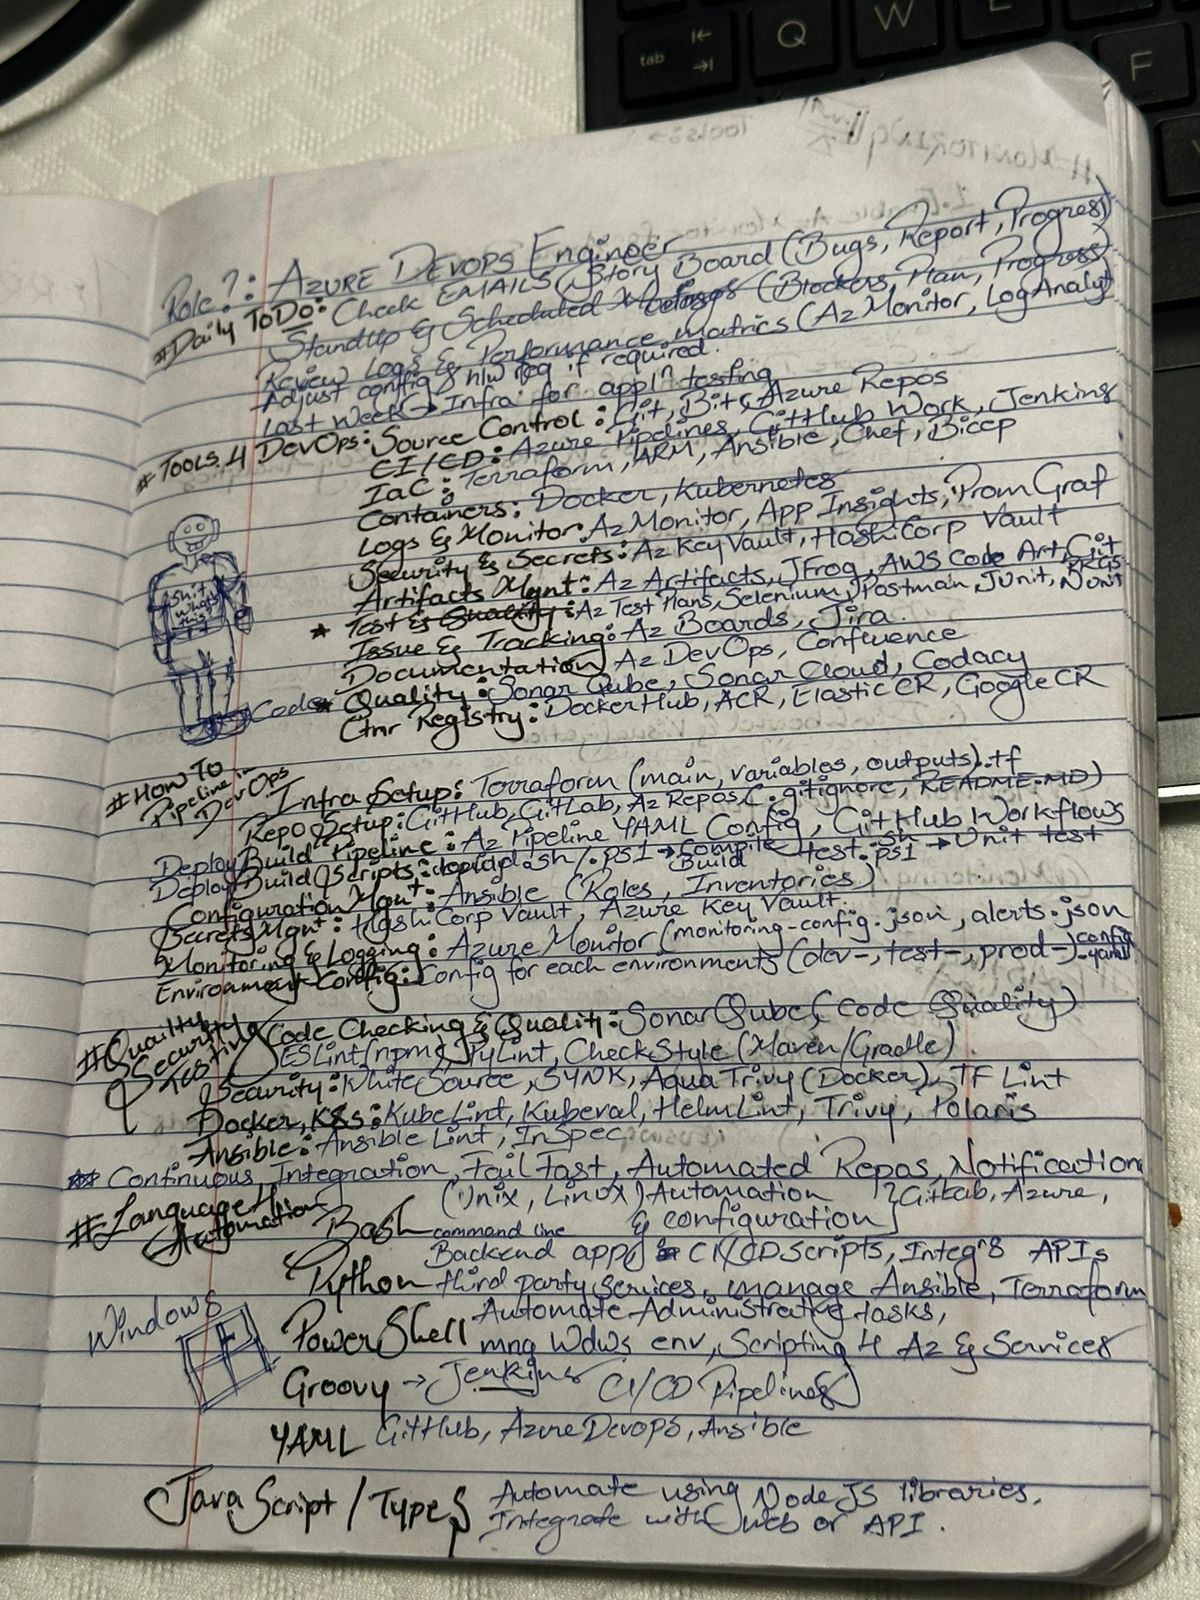 Role?: AZURE DEVOPS Engineer
#Daily ToDo: Check EMAILS (Story Board (Bugs, Report, Progres)
StandUp & Scheduled Meetings (Blockers, Plan, Progress)
Review Logs & Performance matrics (Az Monitor, LogAnalyt
Adjust config & h/w req if required.
Last Week → Infra for appln testing
#Tools 4 DevOps: Source Control: Git, Bit, Azure Repos
CI/CD: Azure Pipelines, GitHub Work, Jenkins
IaC: Terraform, ARM, Ansible, Chef, Bicep
Containers: Docker, Kubernetes
Logs & Monitor: Az Monitor, App Insights, Prom Graf
Security & Secrets: Az Key Vault, HashiCorp Vault
Artifacts Mgnt: Az Artifacts, JFrog, AWS Code Art, Git PKGS
* Test & Quality: Az Test Plans, Selenium, Postman, JUnit, NUnit
Issue & Tracking: Az Boards, Jira.
Documentation) Az DevOps, Confluence
Code* Quality: Sonar Qube, Sonar Cloud, Codacy
Ctnr Registry: DockerHub, ACR, Elastic CR, Google CR
Shit
what's
this
#HOW TO
Pipeline in
DevOps
Infra Setup: Terraform (main, variables, outputs).tf
Repo Setup: GitHub, GitLab, Az Repos, (.gitignore, README.MD)
Deploy/Build Pipeline: Az Pipeline YAML Config, GitHub Workflows
Deploy/Build Scripts: .sh/.ps1 → compile Build test.ps1 .sh → Unit test
Configuration Mgnt: Ansible (Roles, Inventories)
Secrets Mgnt: HashiCorp Vault, Azure Key Vault.
Monitoring & Logging: Azure Monitor (monitoring-config.json, alerts.json
Environment Config: Config for each environments (dev-, test-, prod-) config .yaml
#Quailty
Security
Testing
Code Checking & Quality: SonarQube (Code Quality)
ESLint (npm), PyLint, CheckStyle (Maven/Gradle)
Security: WhiteSource, SYNK, Aqua Trivy (Docker), TF Lint
Docker, K8s: KubeLint, Kubeval, HelmLint, Trivy, Polaris
Ansible: Ansible Lint, InSpec
** Continuous Integration, Fail Fast, Automated Repos, Notification
#Language 4
Automation
Bash (Unix, Linux) Automation } GitLab, Azure,
command line & configuration
Python Backend apps CI/CD scripts, Integ's APIs
third party services, manage Ansible, Terraform
Windows
PowerShell Automate Administrative tasks,
mng Wdws env, Scripting 4 Az & Services
Groovy → Jenkins CI/CD Pipelines
YAML GitHub, Azure Devops, Ansible
JavaScript / TypeS Automate using Node JS libraries.
Integrate with web or API.
tab
Q
W
E
F